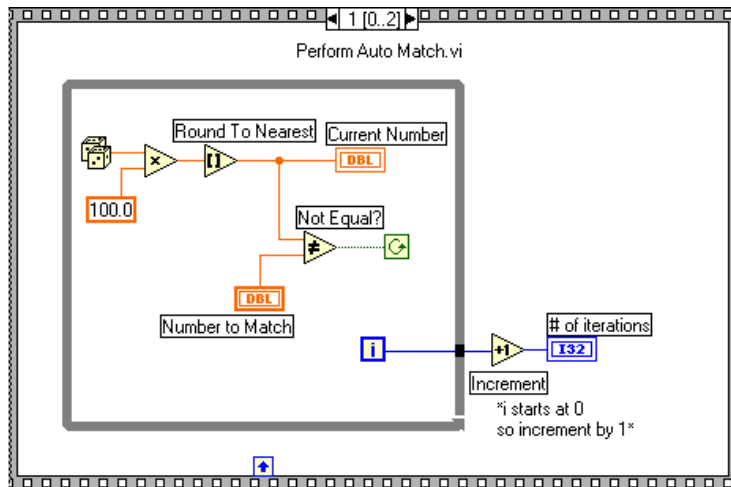 1 [0..2]
Perform Auto Match.vi
Round To Nearest
Current Number
DBL
100.0
Not Equal?
DBL
Number to Match
# of iterations
i
+1
I32
Increment
*i starts at 0
so increment by 1*